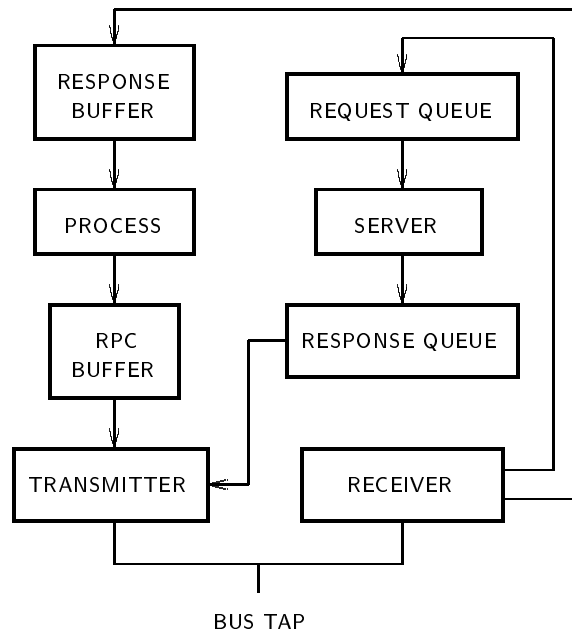 RESPONSE
BUFFER
REQUEST QUEUE
PROCESS
SERVER
RPC
BUFFER
RESPONSE QUEUE
TRANSMITTER
RECEIVER
BUS TAP